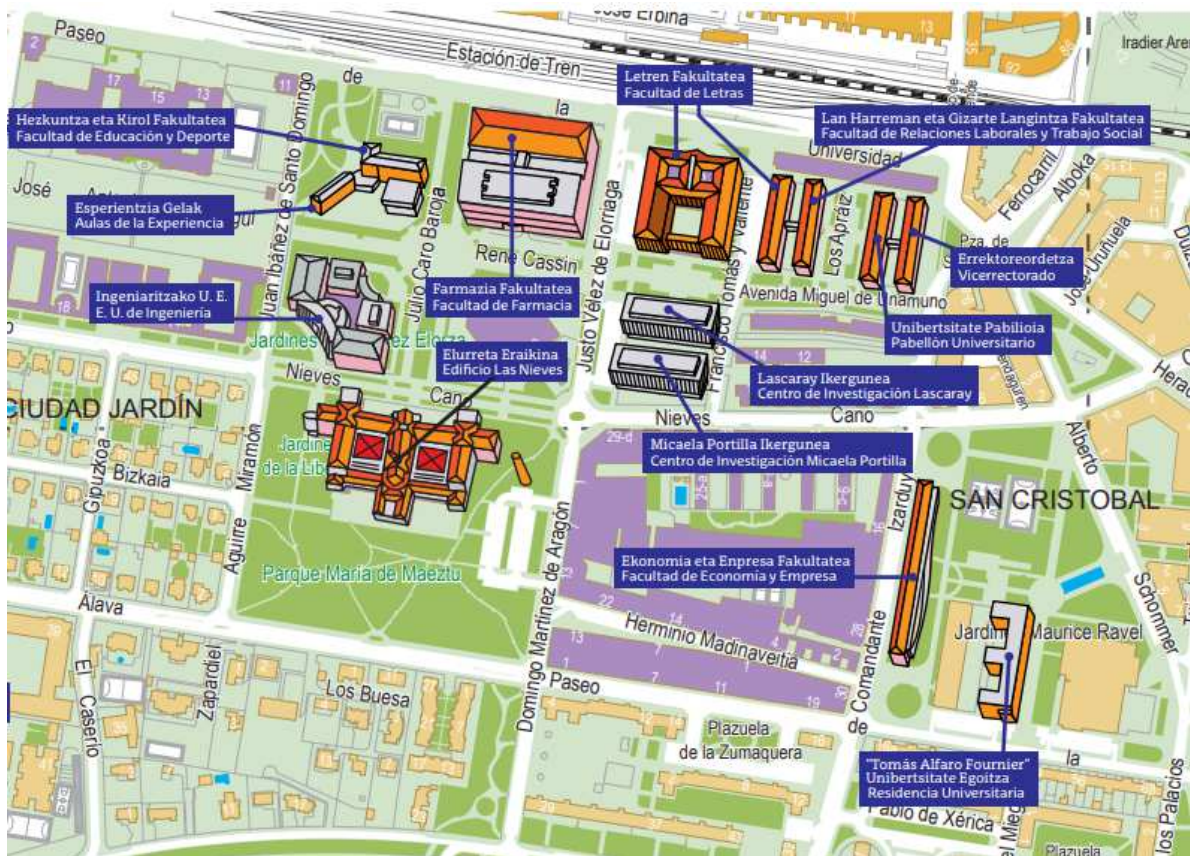 José Erbina
Paseo
de
la
Universidad
Estación de Tren
Iradier Aren
Letren Fakultatea
Facultad de Letras
Hezkuntza eta Kirol Fakultatea
Facultad de Educación y Deporte
Lan Harreman eta Gizarte Langintza Fakultatea
Facultad de Relaciones Laborales y Trabajo Social
Esperientzia Gelak
Aulas de la Experiencia
José
Juan Ibáñez de Santo Domingo
Julio Caro Baroja
René Cassin
Justo Vélez de Elorriaga
Francisco Tomás y Valiente
Los Apráiz
Ferrocarril
Alboka
Pza. de
José Uruñuela
Errektoreordetza
Vicerrectorado
Ingeniaritzako U. E.
E. U. de Ingeniería
Farmazia Fakultatea
Facultad de Farmacia
Avenida Miguel de Unamuno
Unibertsitate Pabilioia
Pabellón Universitario
Elurreta Eraikina
Edificio Las Nieves
Lascaray Ikergunea
Centro de Investigación Lascaray
Nieves
Cano
Nieves
Cano
CIUDAD JARDÍN
Micaela Portilla Ikergunea
Centro de Investigación Micaela Portilla
Gipuzkoa
Bizkaia
Aguirre
Miramón
Parque María de Maeztu
Domingo Martínez de Aragón
Izarduy
SAN CRISTOBAL
Alberto
Schommer
Ekonomia eta Enpresa Fakultatea
Facultad de Economía y Empresa
Álava
Herminio Madinaveitia
Comandante
de
Maurice Ravel
El Caserío
Zapardiel
Los Buesa
Paseo
de
la
Plazuela
de la Zumaquera
"Tomás Alfaro Fournier"
Unibertsitate Egoitza
Residencia Universitaria
Pablo de Xérica
los Palacios
Plazuela